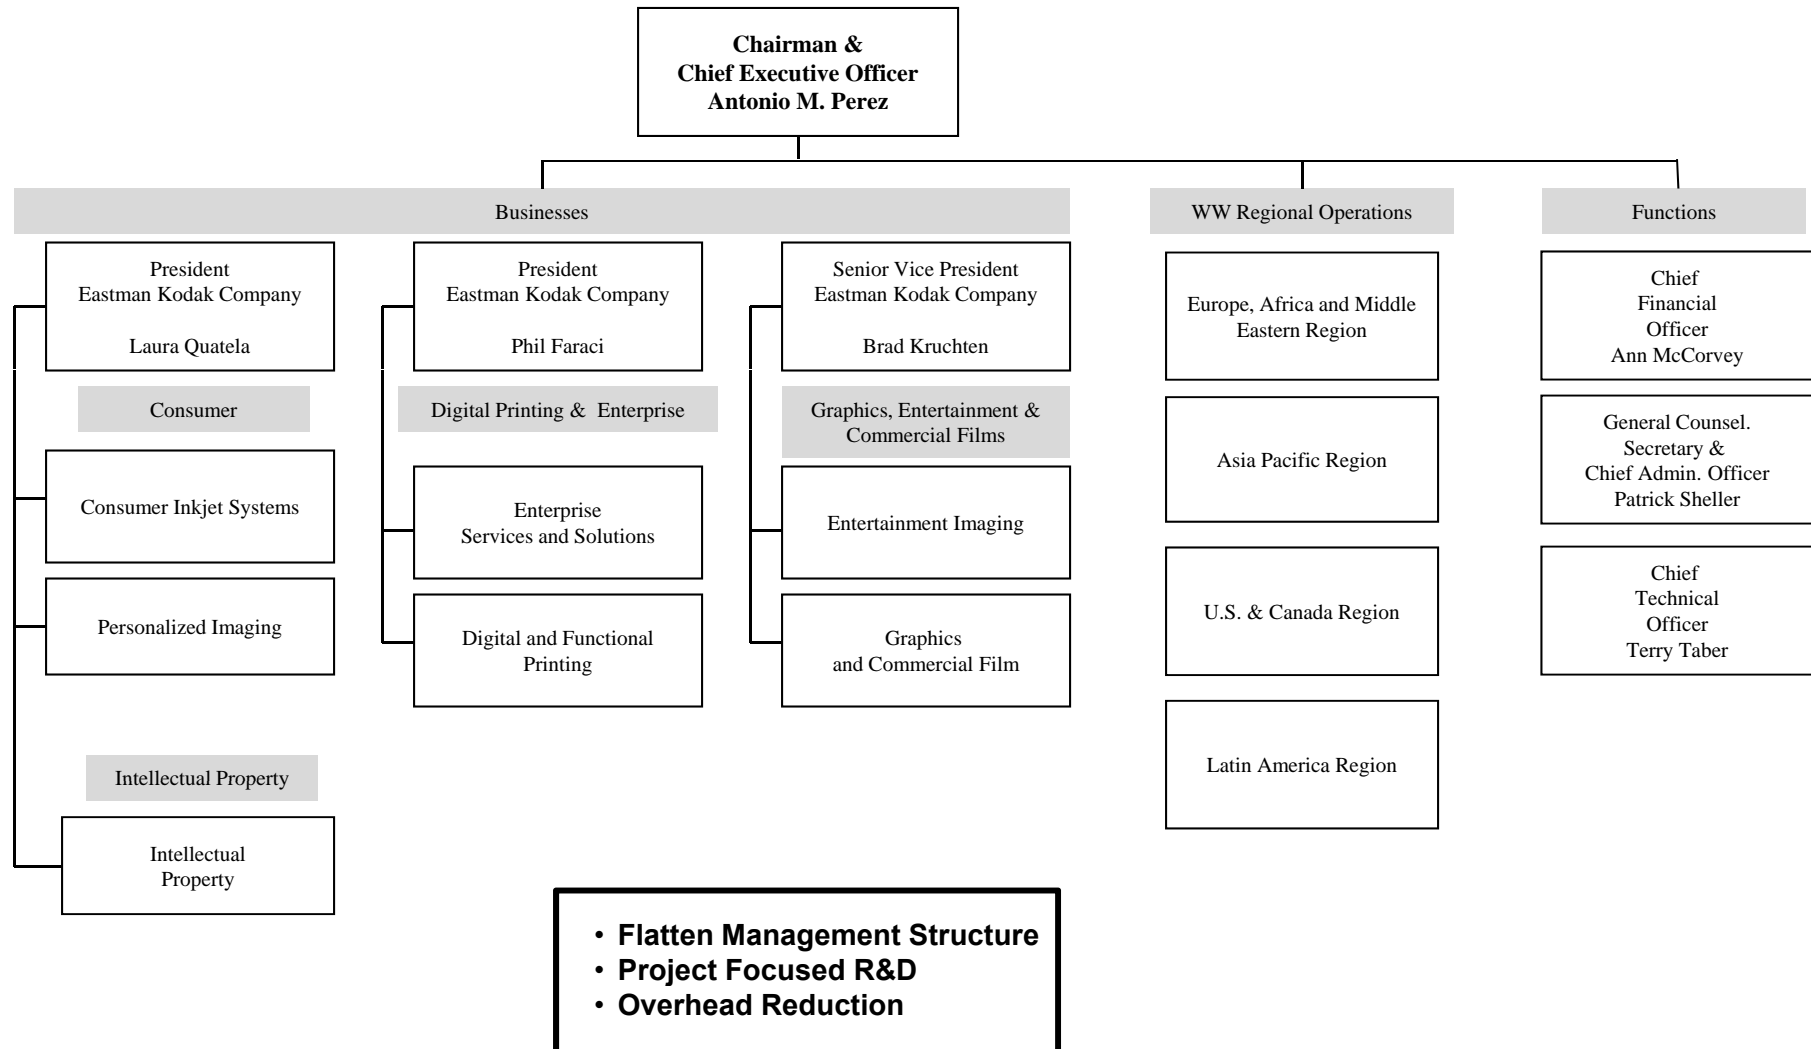 Chairman &
Chief Executive Officer
Antonio M. Perez
Businesses
WW Regional Operations
Functions
President
Eastman Kodak Company
Laura Quatela
President
Eastman Kodak Company
Phil Faraci
Senior Vice President
Eastman Kodak Company
Brad Kruchten
Europe, Africa and Middle
Eastern Region
Chief
Financial
Officer
Ann McCorvey
Consumer
Digital Printing & Enterprise
Graphics, Entertainment &
Commercial Films
Asia Pacific Region
General Counsel.
Secretary &
Chief Admin. Officer
Patrick Sheller
Consumer Inkjet Systems
Enterprise
Services and Solutions
Entertainment Imaging
U.S. & Canada Region
Chief
Technical
Officer
Terry Taber
Personalized Imaging
Digital and Functional
Printing
Graphics
and Commercial Film
Latin America Region
Intellectual Property
Intellectual
Property
• Flatten Management Structure
• Project Focused R&D
• Overhead Reduction